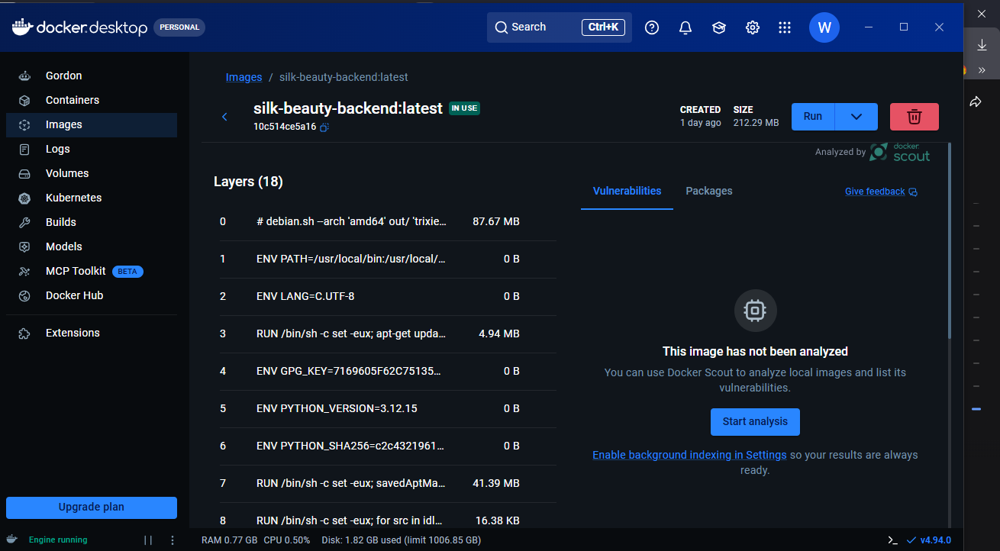 docker.desktop PERSONAL Search Ctrl+K W
Gordon
Containers
Images
Logs
Volumes
Kubernetes
Builds
Models
MCP Toolkit BETA
Docker Hub
Extensions
Upgrade plan
Images / silk-beauty-backend:latest
silk-beauty-backend:latest IN USE
10c514ce5a16
CREATED
1 day ago
SIZE
212.29 MB
Run
Analyzed by docker scout
Layers (18)
0 # debian.sh --arch 'amd64' out/ 'trixie... 87.67 MB
1 ENV PATH=/usr/local/bin:/usr/local/... 0 B
2 ENV LANG=C.UTF-8 0 B
3 RUN /bin/sh -c set -eux; apt-get upda... 4.94 MB
4 ENV GPG_KEY=7169605F62C75135... 0 B
5 ENV PYTHON_VERSION=3.12.15 0 B
6 ENV PYTHON_SHA256=c2c4321961... 0 B
7 RUN /bin/sh -c set -eux; savedAptMa... 41.39 MB
8 RUN /bin/sh -c set -eux; for src in idl... 16.38 KB
Vulnerabilities Packages Give feedback
This image has not been analyzed
You can use Docker Scout to analyze local images and list its
vulnerabilities.
Start analysis
Enable background indexing in Settings so your results are always
ready.
Engine running RAM 0.77 GB CPU 0.50% Disk: 1.82 GB used (limit 1006.85 GB) v4.94.0